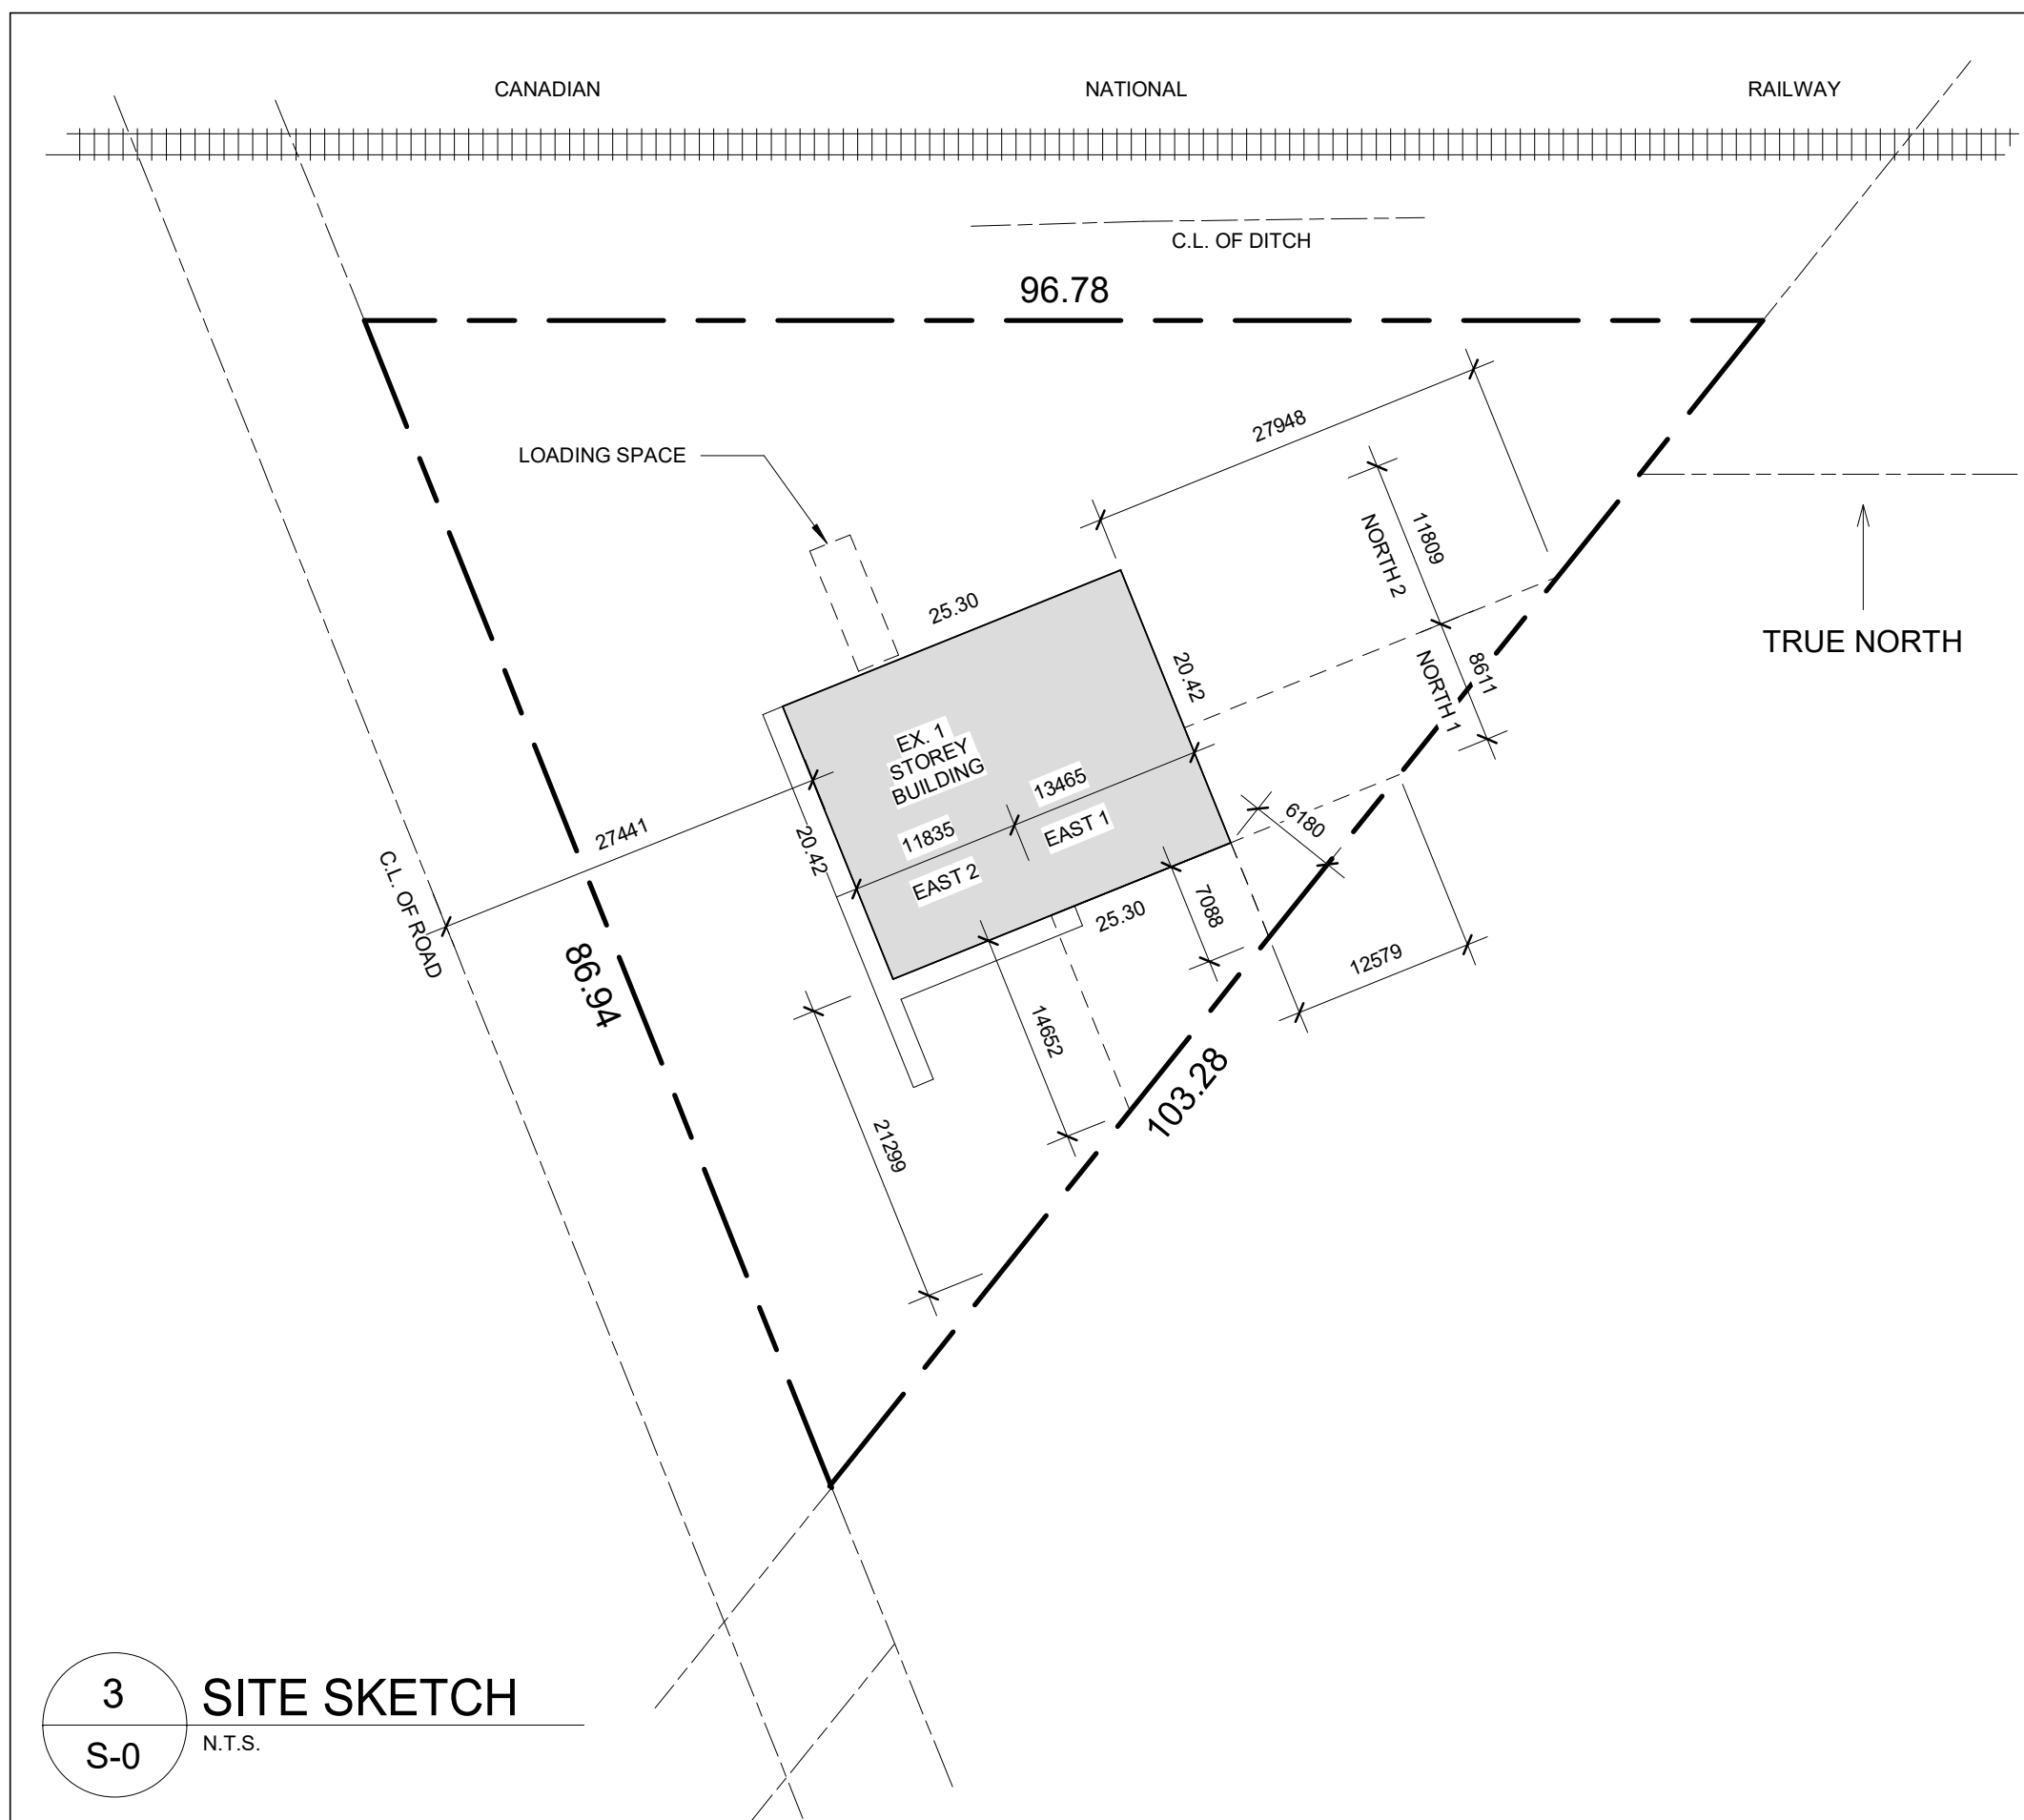 CANADIAN NATIONAL RAILWAY
C.L. OF DITCH
96.78
27948
LOADING SPACE
11809
NORTH 2
25.30
TRUE NORTH
20.42
8611
NORTH 1
EX. 1
STOREY
BUILDING
13465
6180
27441
11835
EAST 1
20.42
EAST 2
C.L. OF ROAD
7088
25.30
86.94
12579
14652
103.28
21299
3
SITE SKETCH
S-0
N.T.S.